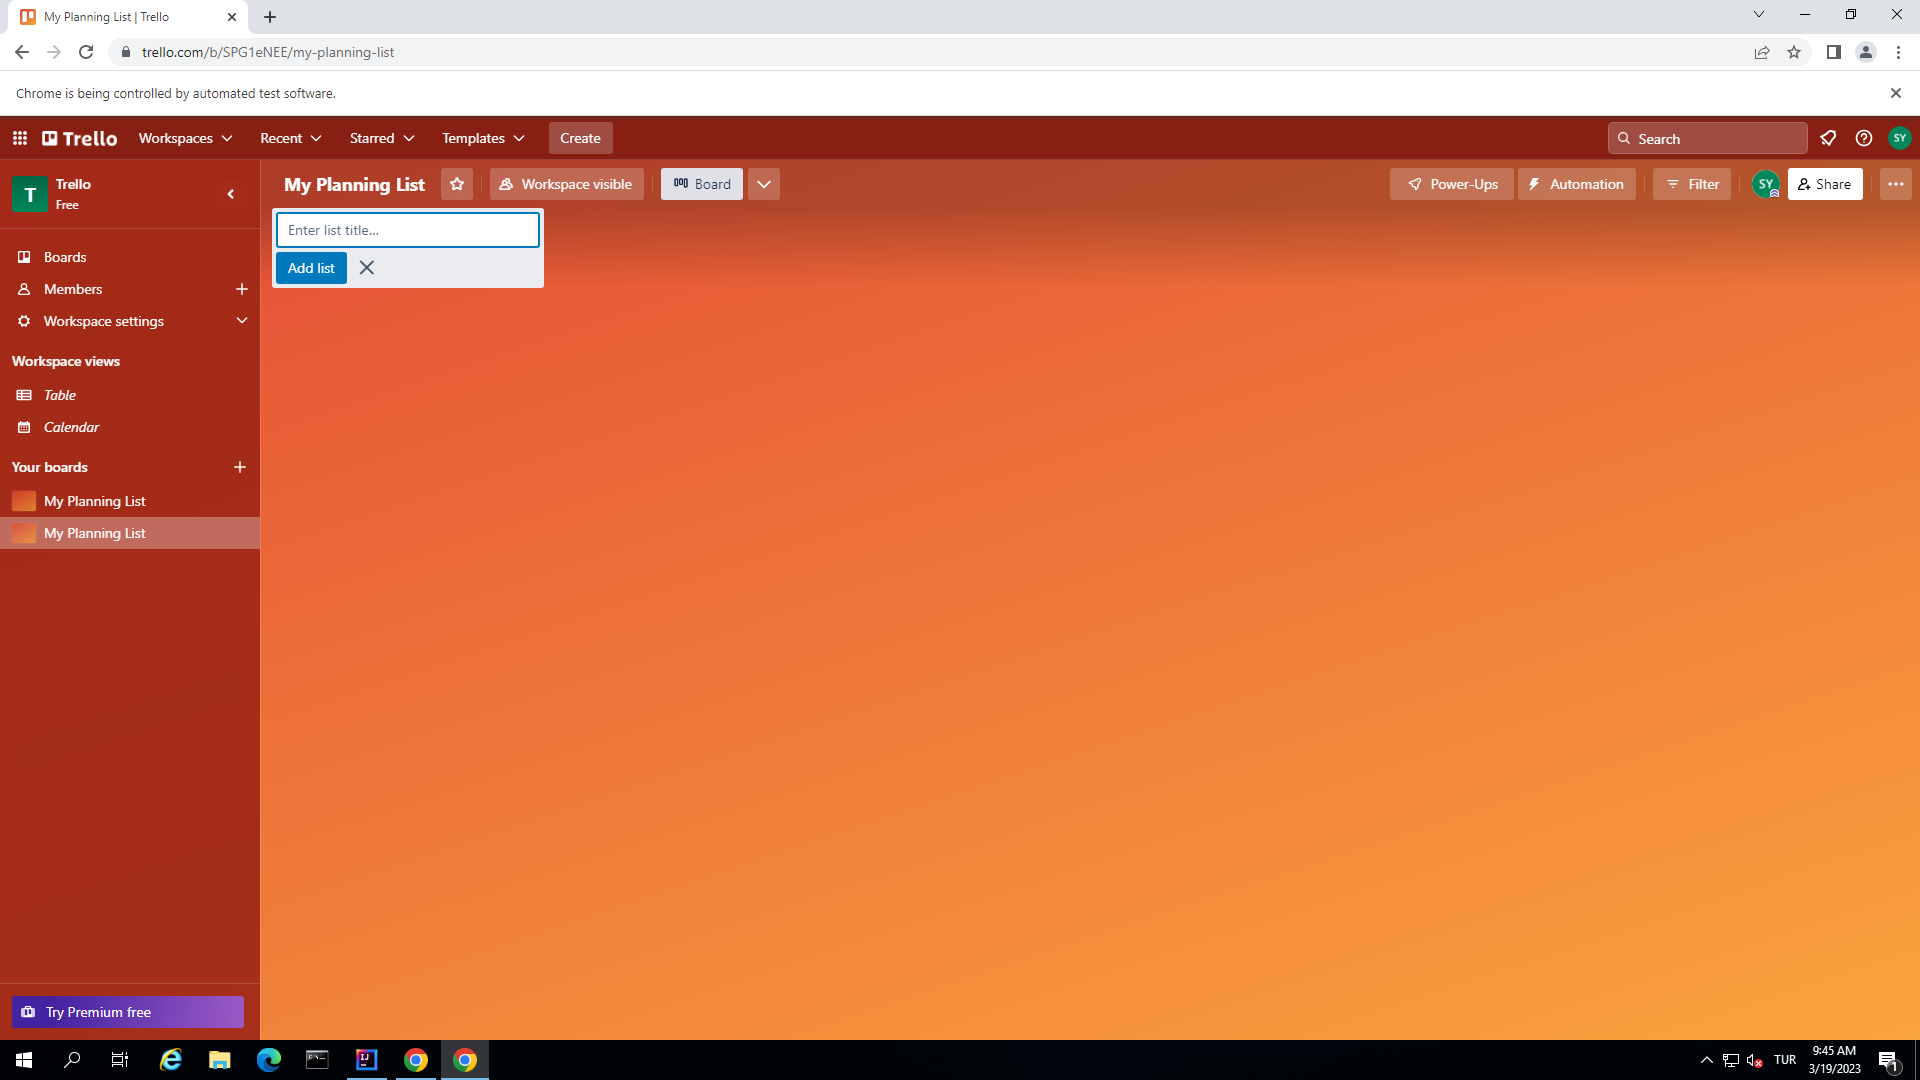 My Planning List | Trello
trello.com/b/SPG1eNEE/my-planning-list
Chrome is being controlled by automated test software.
Trello Workspaces Recent Starred Templates Create Search SY
T Trello
Free
My Planning List Workspace visible Board Power-Ups Automation Filter SY Share
Enter list title...
Add list
Boards
Members
Workspace settings
Workspace views
Table
Calendar
Your boards
My Planning List
My Planning List
Try Premium free
TUR 9:45 AM
3/19/2023 1